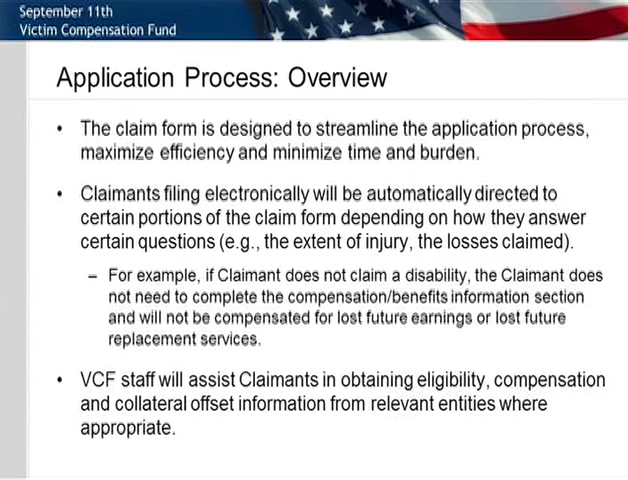 September 11th
Victim Compensation Fund
Application Process: Overview
• The claim form is designed to streamline the application process,
maximize efficiency and minimize time and burden.
• Claimants filing electronically will be automatically directed to
certain portions of the claim form depending on how they answer
certain questions (e.g., the extent of injury, the losses claimed).
– For example, if Claimant does not claim a disability, the Claimant does
not need to complete the compensation/benefits information section
and will not be compensated for lost future earnings or lost future
replacement services.
• VCF staff will assist Claimants in obtaining eligibility, compensation
and collateral offset information from relevant entities where
appropriate.